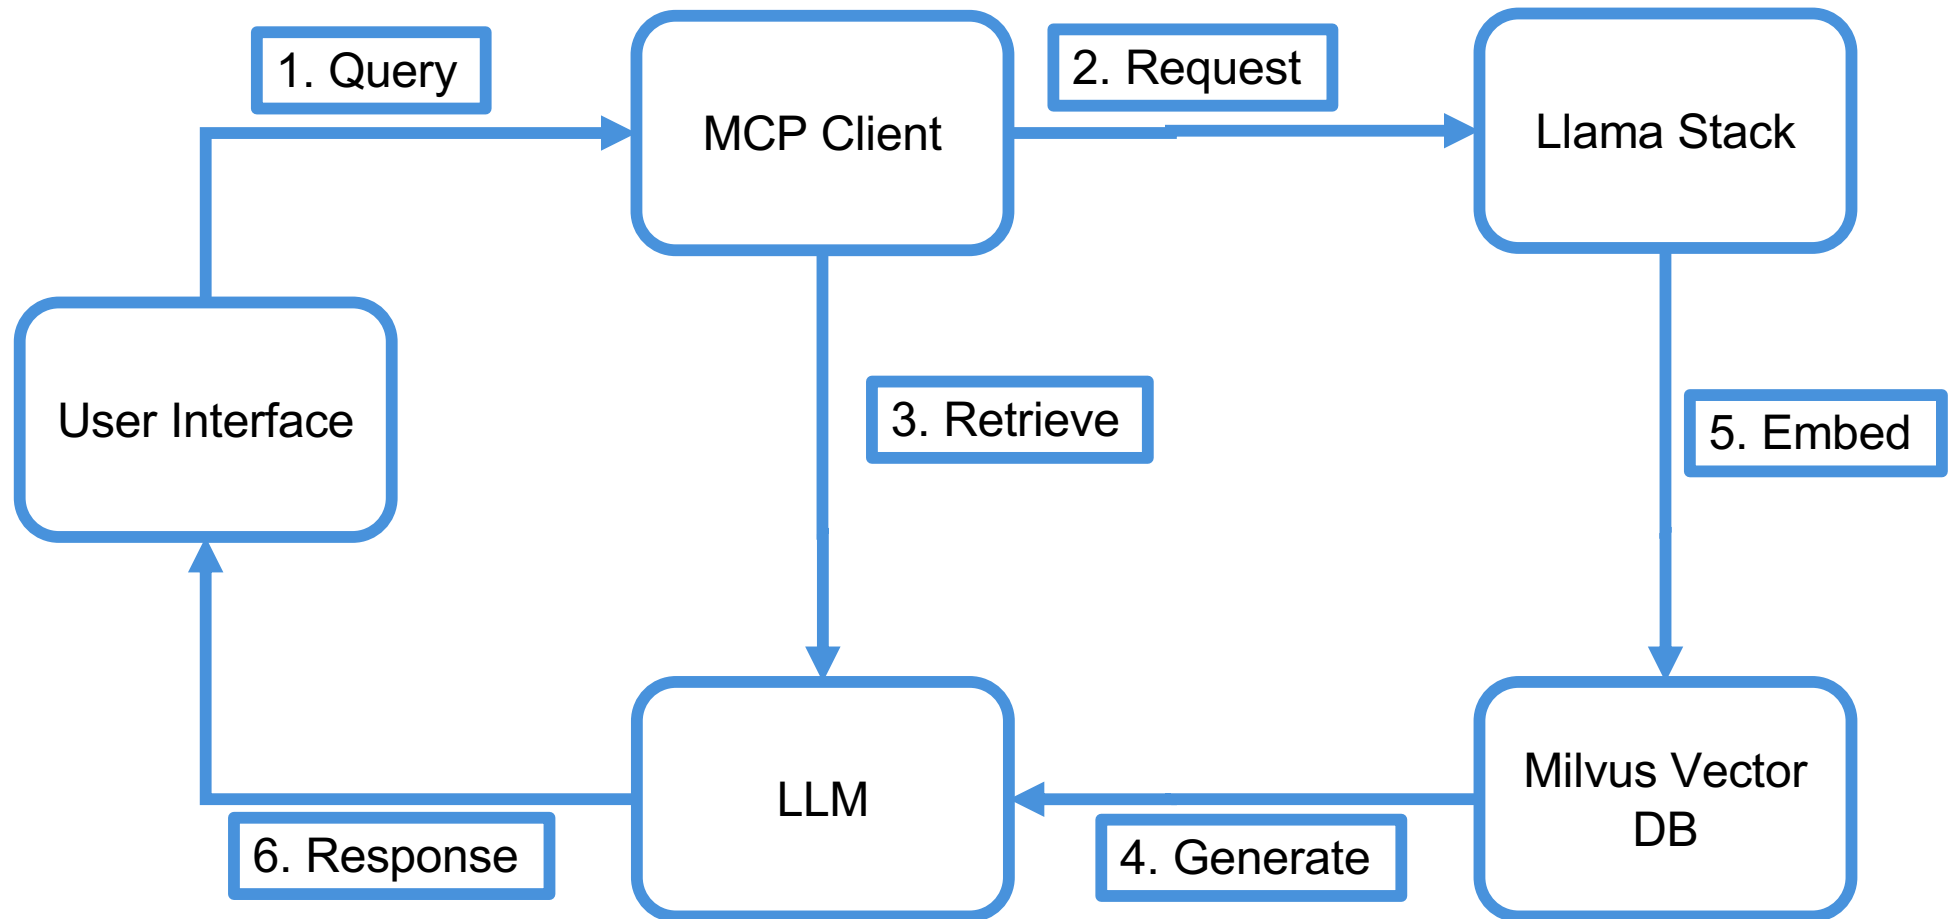 1. Query
MCP Client
2. Request
Llama Stack
User Interface
3. Retrieve
5. Embed
LLM
Milvus Vector
DB
6. Response
4. Generate